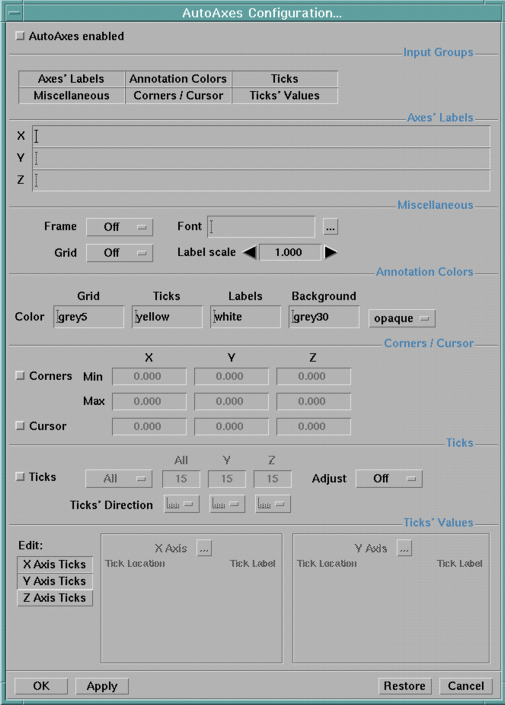 AutoAxes Configuration...
AutoAxes enabled
Input Groups
Axes' Labels Annotation Colors Ticks
Miscellaneous Corners / Cursor Ticks' Values
Axes' Labels
X
Y
Z
Miscellaneous
Frame Off Font ...
Grid Off Label scale 1.000
Annotation Colors
Grid Ticks Labels Background
Color grey5 yellow white grey30 opaque
Corners / Cursor
X Y Z
Corners Min 0.000 0.000 0.000
Max 0.000 0.000 0.000
Cursor 0.000 0.000 0.000
Ticks
All Y Z
Ticks All 15 15 15 Adjust Off
Ticks' Direction
Ticks' Values
Edit: X Axis ... Y Axis ...
X Axis Ticks Tick Location Tick Label Tick Location Tick Label
Y Axis Ticks
Z Axis Ticks
OK Apply Restore Cancel